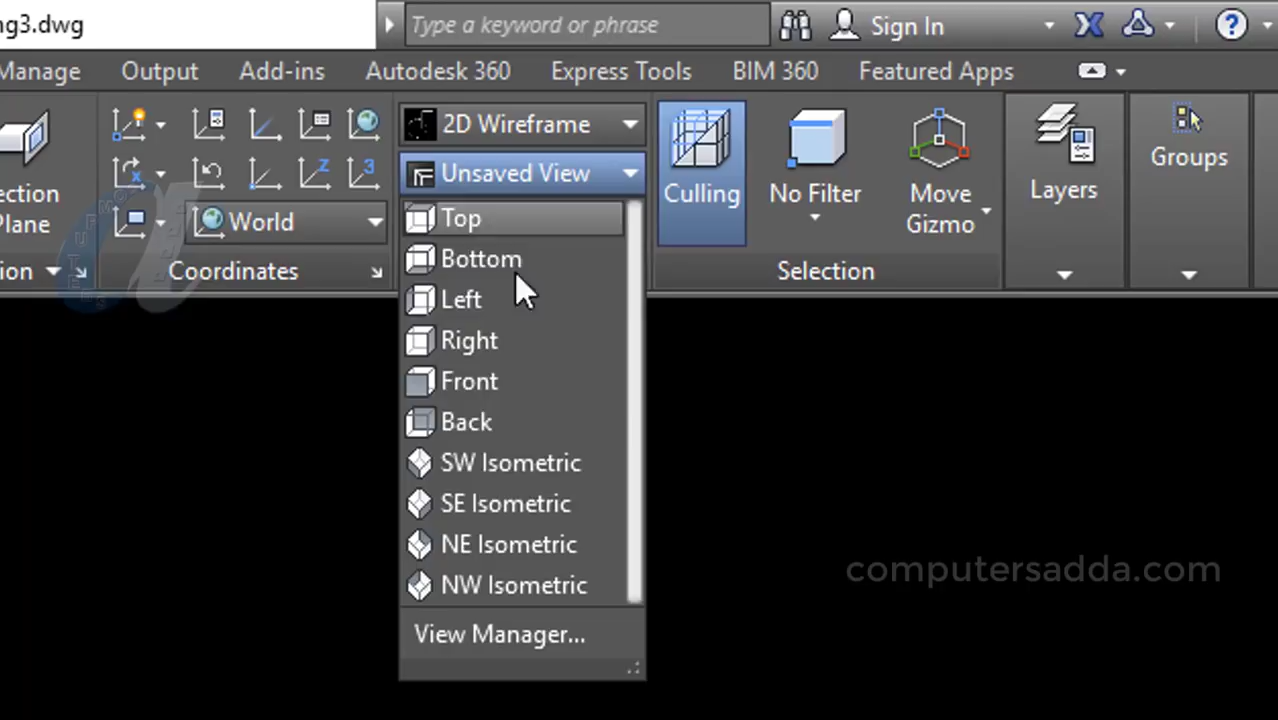 ng3.dwg
Type a keyword or phrase
Sign In
Manage
Output
Add-ins
Autodesk 360
Express Tools
BIM 360
Featured Apps
2D Wireframe
Unsaved View
World
Coordinates
Culling
No Filter
Move
Gizmo
Selection
Layers
Groups
Plane
Top
Bottom
Left
Right
Front
Back
SW Isometric
SE Isometric
NE Isometric
NW Isometric
View Manager...
computersadda.com